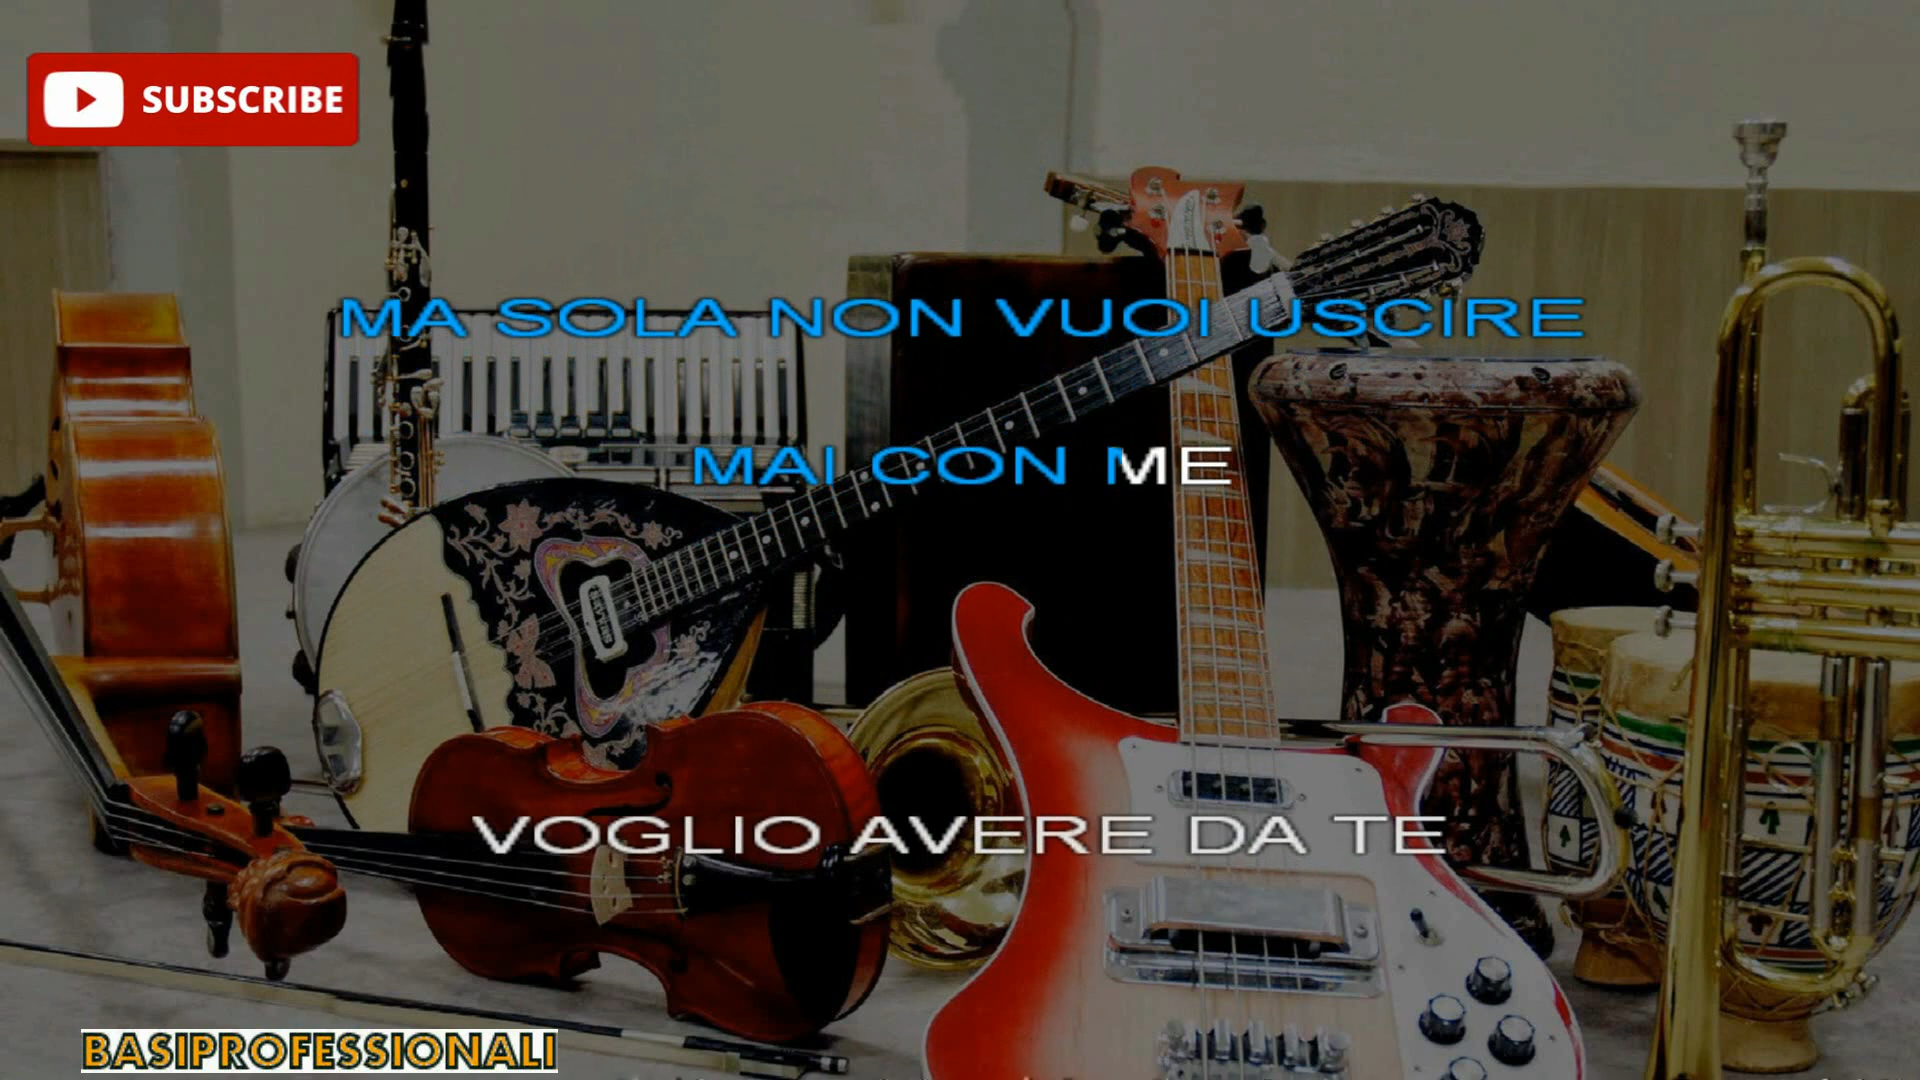 SUBSCRIBE
MA SOLA NON VUOI USCIRE
MAI CON ME
VOGLIO AVERE DA TE
BASIPROFESSIONALI